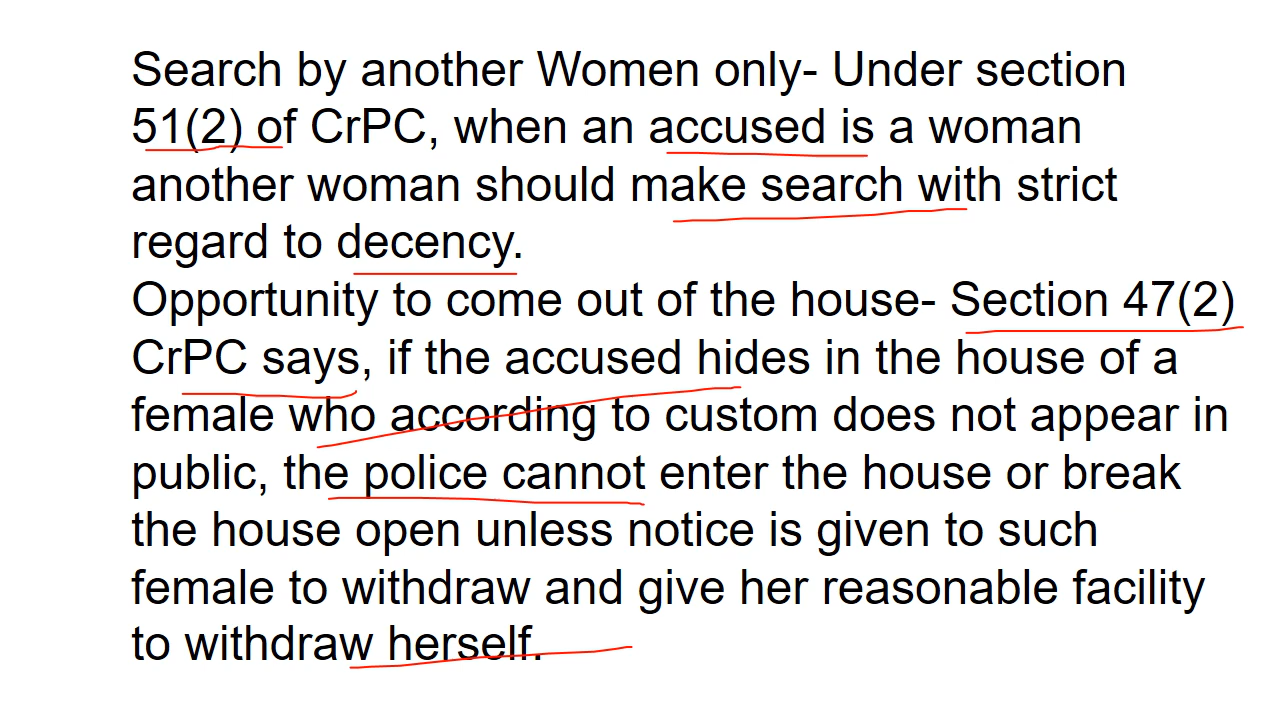 Search by another Women only- Under section
51(2) of CrPC, when an accused is a woman
another woman should make search with strict
regard to decency.
Opportunity to come out of the house- Section 47(2)
CrPC says, if the accused hides in the house of a
female who according to custom does not appear in
public, the police cannot enter the house or break
the house open unless notice is given to such
female to withdraw and give her reasonable facility
to withdraw herself.